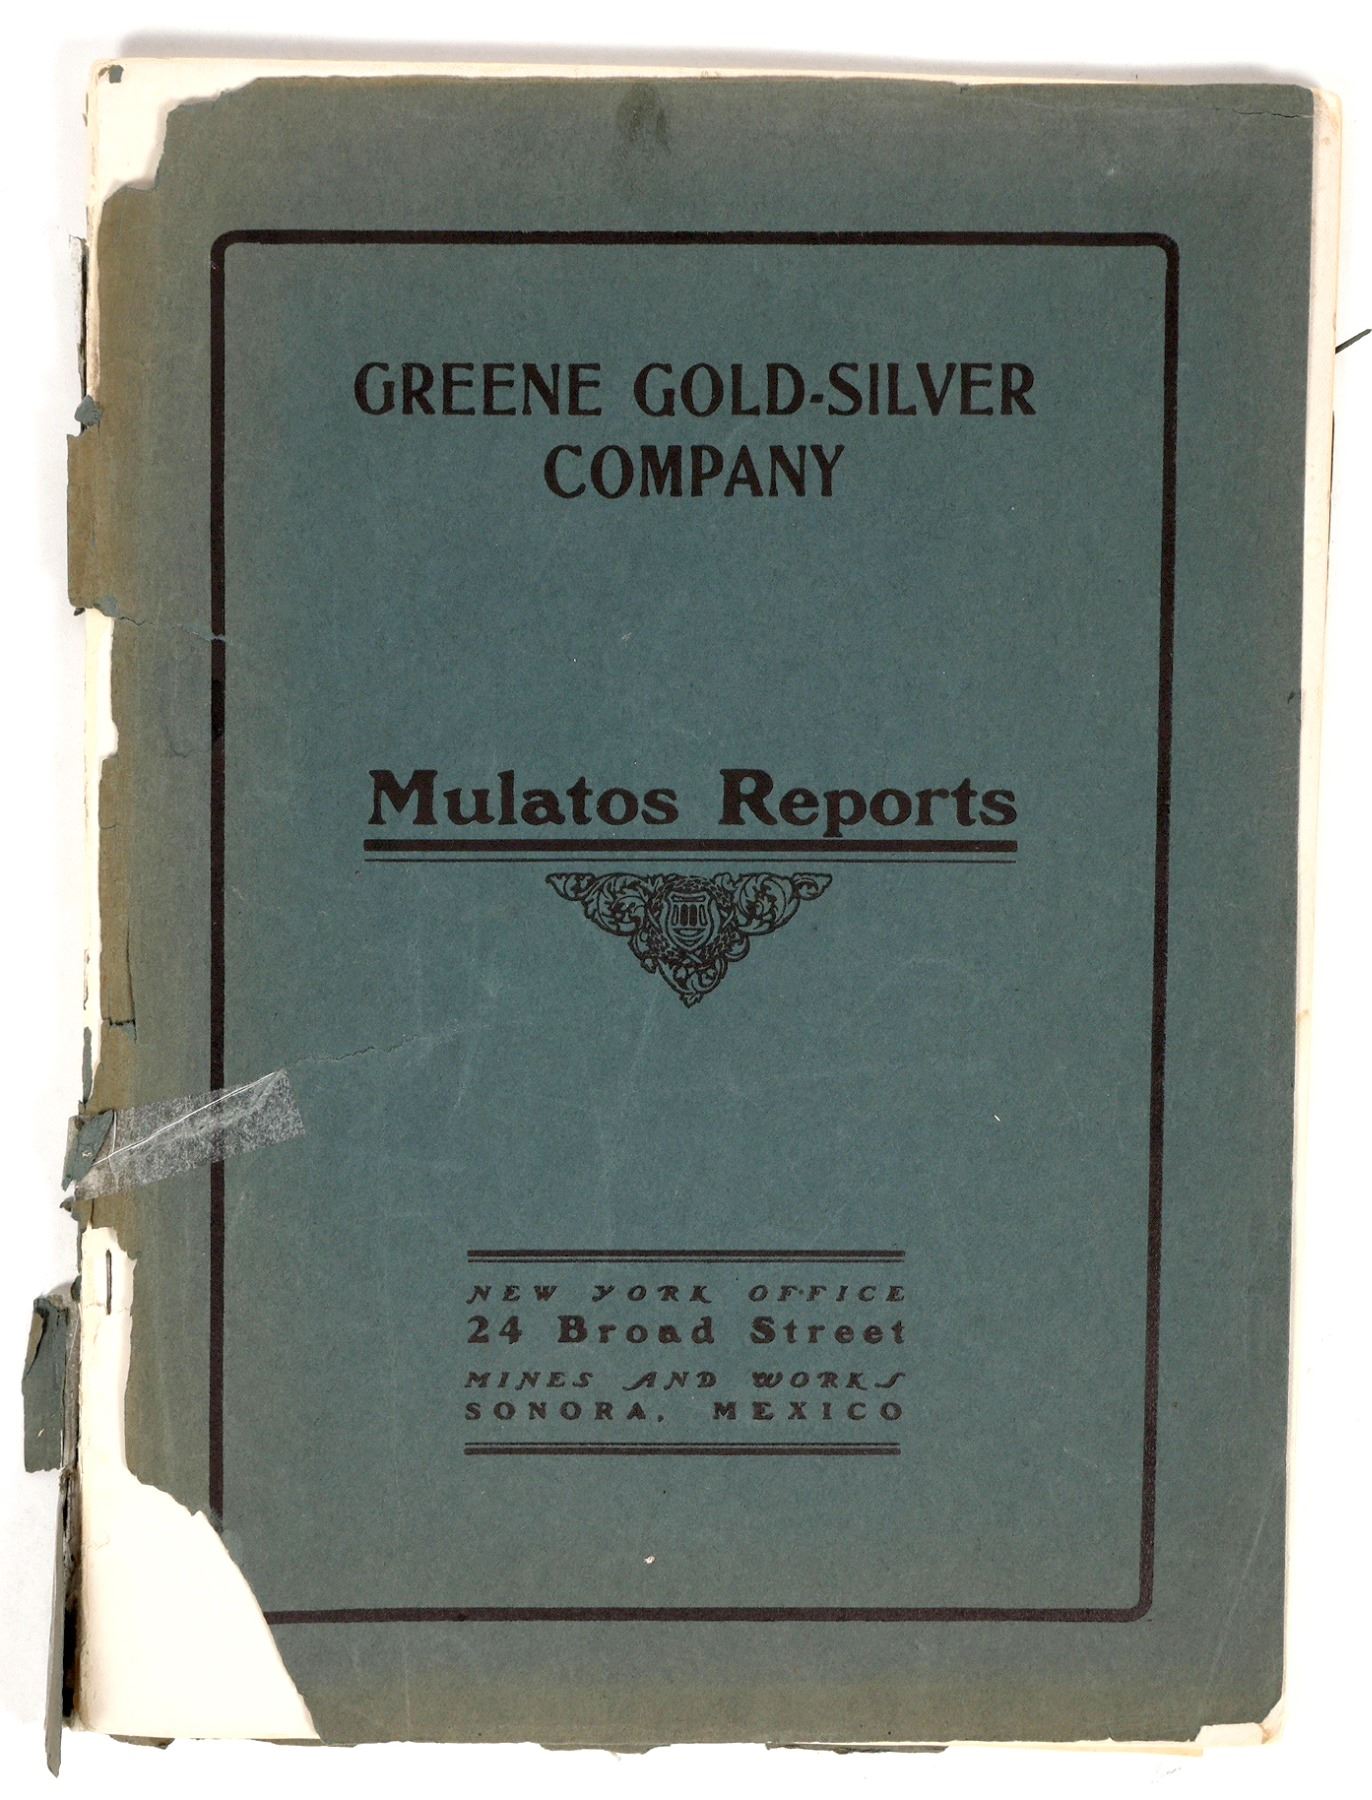 GREENE GOLD-SILVER
COMPANY
Mulatos Reports
NEW YORK OFFICE
24 Broad Street
MINES AND WORKS
SONORA, MEXICO